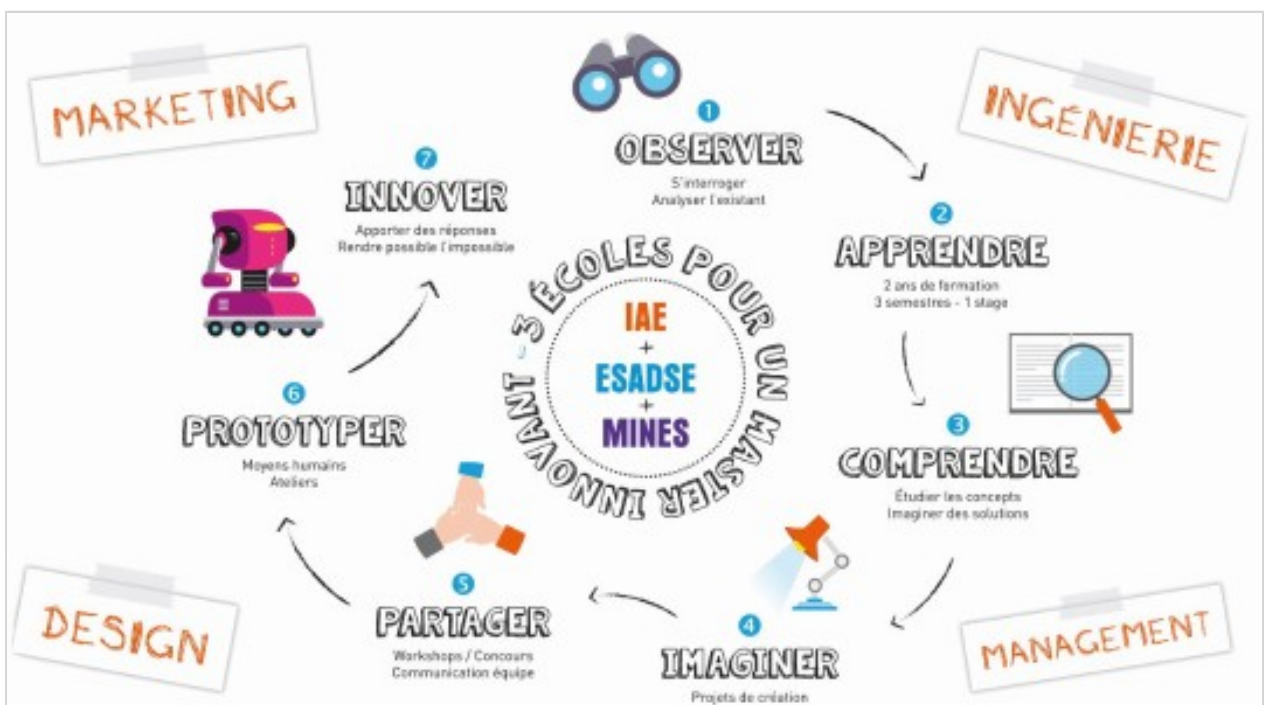 MARKETING
INGÉNIERIE
1
OBSERVER
S'interroger
Analyser l'existant
2
APPRENDRE
2 ans de formation
3 semestres - 1 stage
3
COMPRENDRE
Étudier les concepts
Imaginer des solutions
4
IMAGINER
Projets de création
5
PARTAGER
Workshops / Concours
Communication équipe
6
PROTOTYPER
Moyens humains
Ateliers
7
INNOVER
Apporter des réponses
Rendre possible l'impossible
3 ÉCOLES POUR UN MASTER INNOVANT -
IAE
+
ESADSE
+
MINES
DESIGN
MANAGEMENT